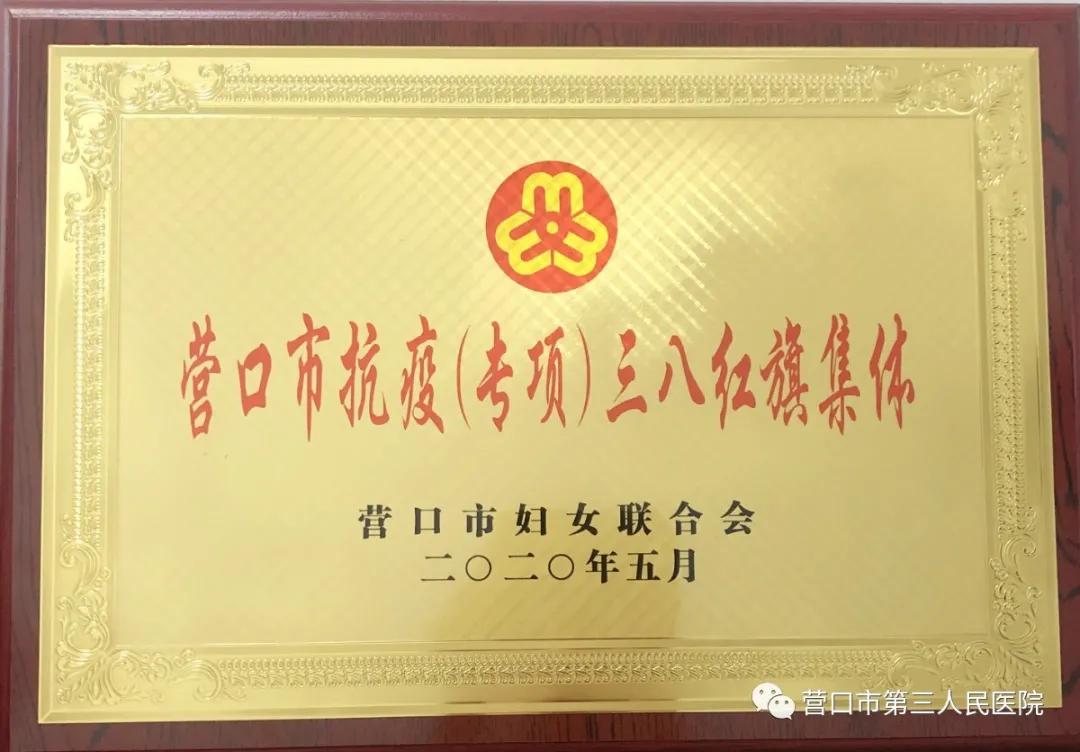 营口市抗疫(专项)三八红旗集体
营口市妇女联合会
二〇二〇年五月
营口市第三人民医院